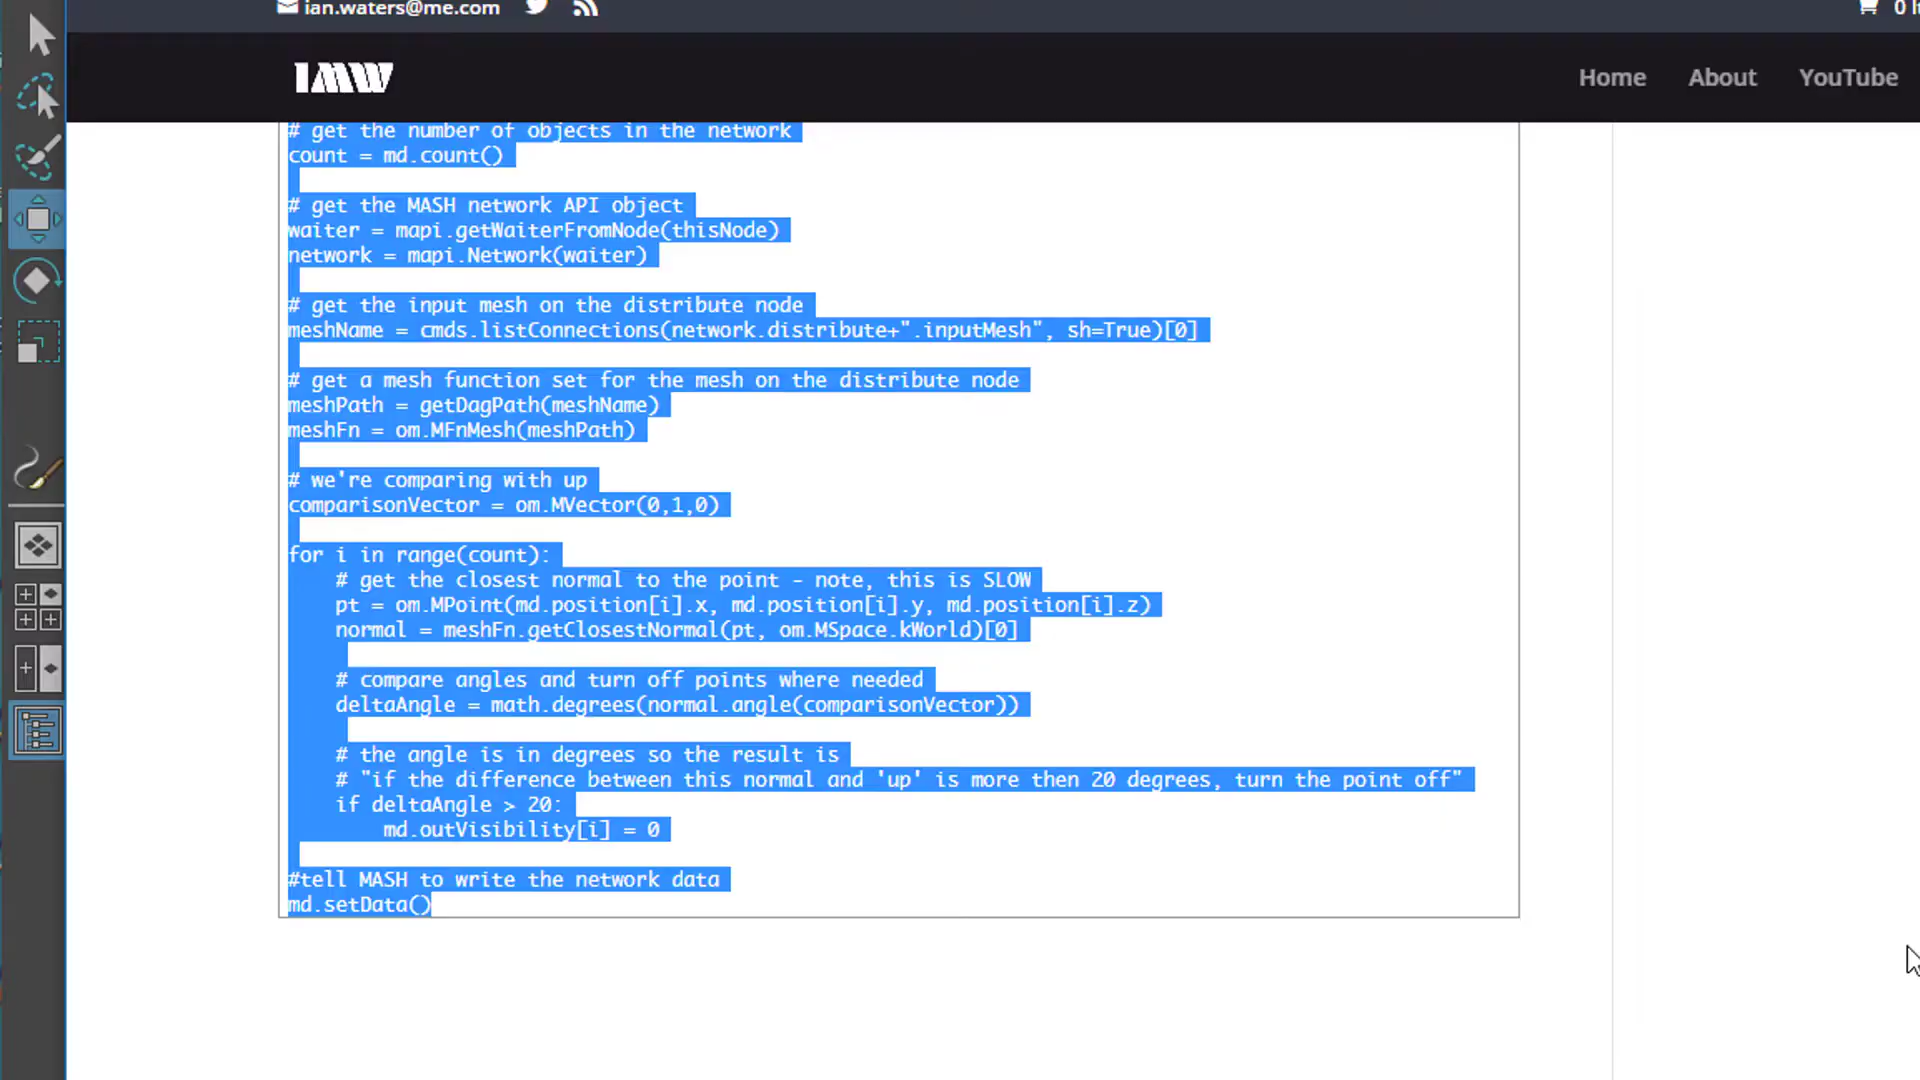 ian.waters@me.com
0
IMW
Home About YouTube
# get the number of objects in the network
count = md.count()
# get the MASH network API object
waiter = mapi.getWaiterFromNode(thisNode)
network = mapi.Network(waiter)
# get the input mesh on the distribute node
meshName = cmds.listConnections(network.distribute+".inputMesh", sh=True)[0]
# get a mesh function set for the mesh on the distribute node
meshPath = getDagPath(meshName)
meshFn = om.MFnMesh(meshPath)
# we're comparing with up
comparisonVector = om.MVector(0,1,0)
for i in range(count):
# get the closest normal to the point - note, this is SLOW
pt = om.MPoint(md.position[i].x, md.position[i].y, md.position[i].z)
normal = meshFn.getClosestNormal(pt, om.MSpace.kWorld)[0]
# compare angles and turn off points where needed
deltaAngle = math.degrees(normal.angle(comparisonVector))
# the angle is in degrees so the result is
# "if the difference between this normal and 'up' is more then 20 degrees, turn the point off"
if deltaAngle > 20:
md.outVisibility[i] = 0
#tell MASH to write the network data
md.setData()